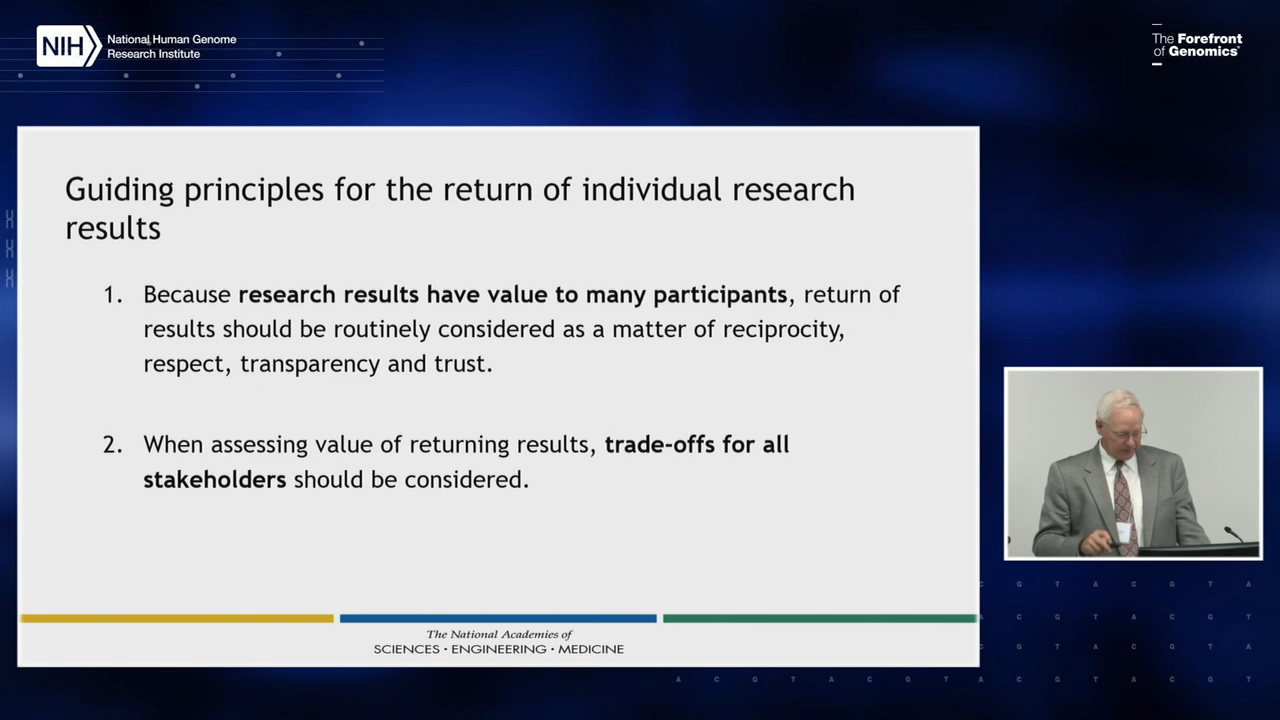 NIH
National Human Genome
Research Institute
The Forefront
of Genomics®
Guiding principles for the return of individual research
results
1. Because research results have value to many participants, return of
results should be routinely considered as a matter of reciprocity,
respect, transparency and trust.
2. When assessing value of returning results, trade-offs for all
stakeholders should be considered.
The National Academies of
SCIENCES · ENGINEERING · MEDICINE
C G T A C G T A
A C G T A C G T
C G T A C G T A
A C G T A C G T A C G T A C G T